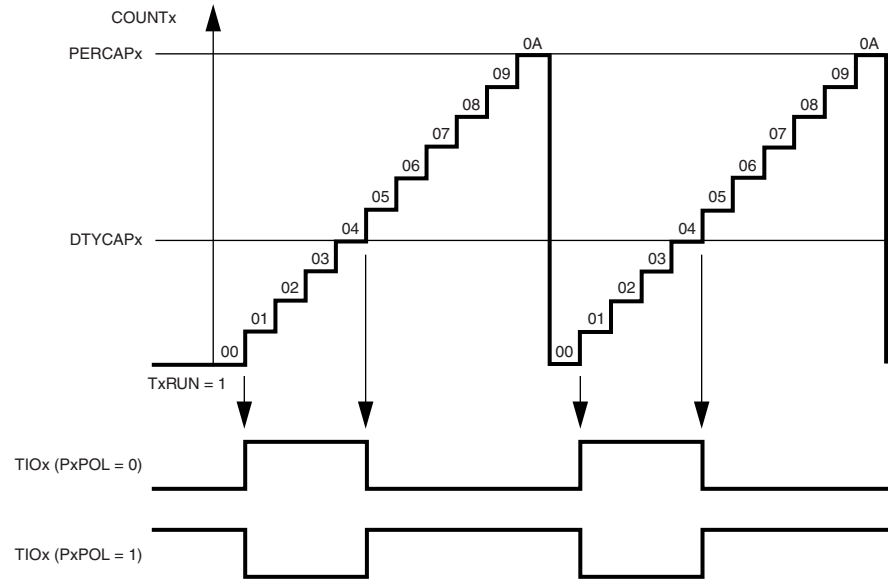 COUNTx
PERCAPx
0A
0A
09
09
08
08
07
07
06
06
05
05
DTYCAPx
04
04
03
03
02
02
01
01
00
00
TxRUN = 1
TIOx (PxPOL = 0)
TIOx (PxPOL = 1)